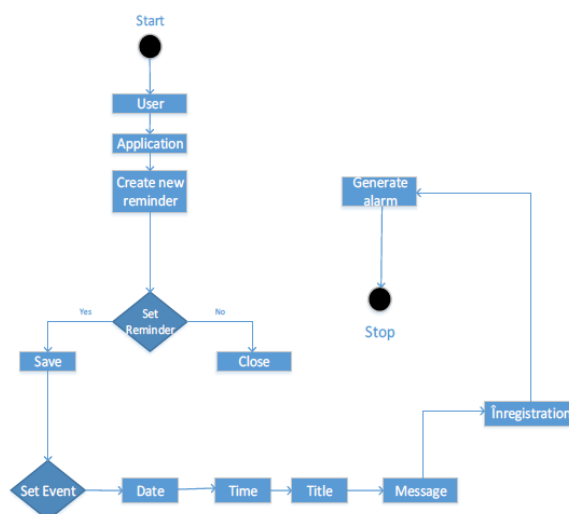 Start
User
Application
Create new
reminder
Generate
alarm
Yes
Set
Reminder
No
Stop
Save
Close
Înregistration
Set Event
Date
Time
Title
Message